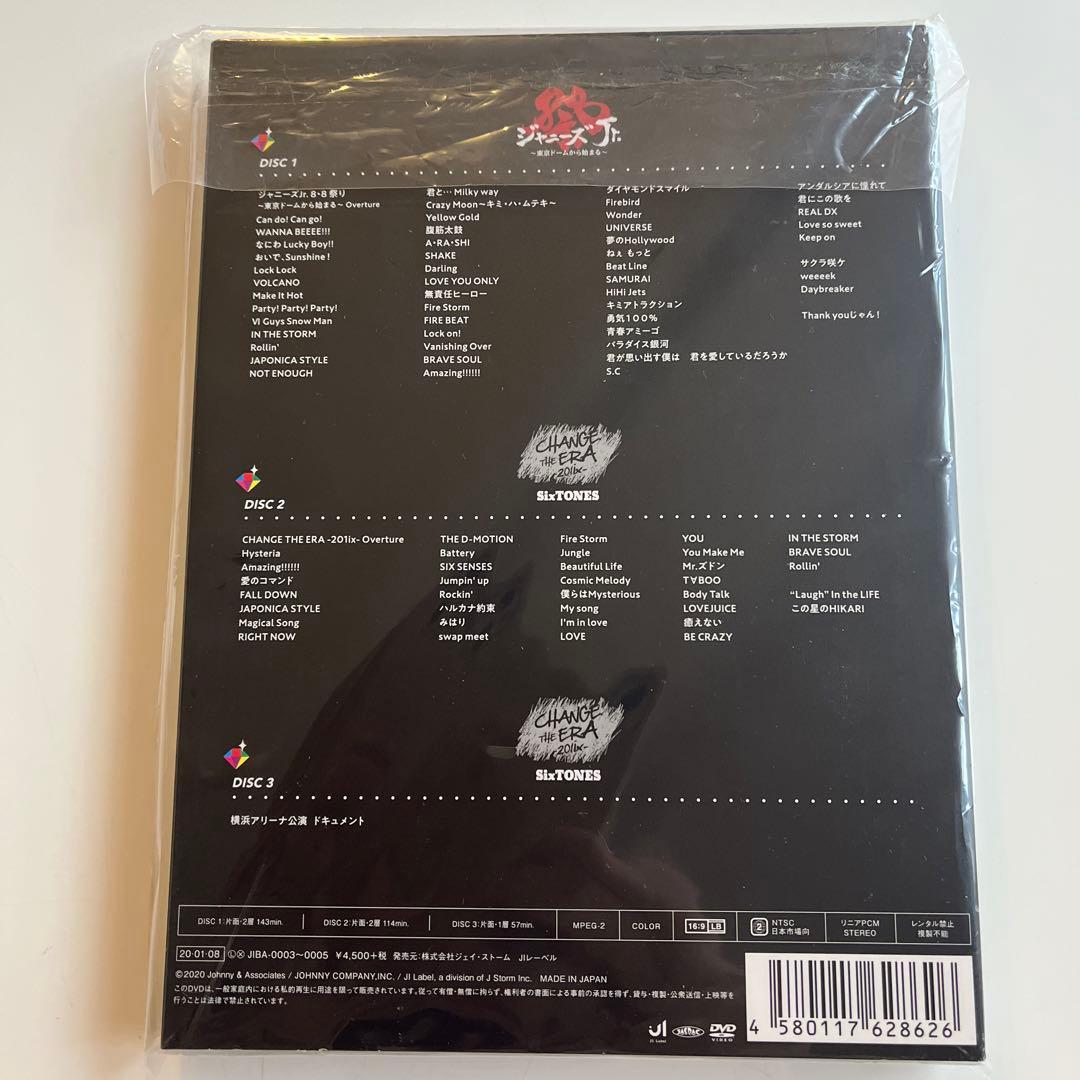 ジャニーズJr.
~東京ドームから始まる~
DISC 1
ジャニーズJr. 8・8 祭り
~東京ドームから始まる~ Overture
Can do! Can go!
WANNA BEEEE!!!
なにわ Lucky Boy!!
おいで、Sunshine!
Lock Lock
VOLCANO
Make It Hot
Party! Party! Party!
VI Guys Snow Man
IN THE STORM
Rollin'
JAPONICA STYLE
NOT ENOUGH
君と…Milky way
Crazy Moon~キミ・ハ・ムテキ~
Yellow Gold
腹筋太鼓
A・RA・SHI
SHAKE
Darling
LOVE YOU ONLY
無責任ヒーロー
Fire Storm
FIRE BEAT
Lock on!
Vanishing Over
BRAVE SOUL
Amazing!!!!!!
ダイヤモンドスマイル
Firebird
Wonder
UNIVERSE
夢のHollywood
ねぇ もっと
Beat Line
SAMURAI
HiHi Jets
キミアトラクション
勇気100%
青春アミーゴ
パラダイス銀河
君が思い出す僕は 君を愛しているだろうか
S.C
アンダルシアに憧れて
君にこの歌を
REAL DX
Love so sweet
Keep on
サクラ咲ケ
weeeek
Daybreaker
Thank youじゃん!
CHANGE
THE ERA
-201ix-
SixTONES
DISC 2
CHANGE THE ERA -201ix- Overture
Hysteria
Amazing!!!!!!
愛のコマンド
FALL DOWN
JAPONICA STYLE
Magical Song
RIGHT NOW
THE D-MOTION
Battery
SIX SENSES
Jumpin' up
Rockin'
ハルカナ約束
みはり
swap meet
Fire Storm
Jungle
Beautiful Life
Cosmic Melody
僕らはMysterious
My song
I'm in love
LOVE
YOU
You Make Me
Mr.ズドン
T∀BOO
Body Talk
LOVEJUICE
癒えない
BE CRAZY
IN THE STORM
BRAVE SOUL
Rollin'
“Laugh” In the LIFE
この星のHIKARI
CHANGE
THE ERA
-201ix-
SixTONES
DISC 3
横浜アリーナ公演 ドキュメント
DISC 1:片面・2層 143min. DISC 2:片面・2層 114min. DISC 3:片面・1層 57min. MPEG-2 COLOR 16:9 LB 2 NTSC 日本市場向 リニアPCM STEREO レンタル禁止 複製不能
20・01・08 Ⓛ Ⓧ JIBA-0003~0005 ¥4,500+税 発売元:株式会社ジェイ・ストーム JIレーベル
©2020 Johnny & Associates / JOHNNY COMPANY,INC. / JI Label, a division of J Storm Inc. MADE IN JAPAN
このDVDは、一般家庭内における私的再生に用途を限って販売されています。従って有償・無償に拘らず、権利者の書面による事前の承認を得ず、貸与・複製・公衆送信・上映等を
行うことは法律で禁止されています。
JI Label
DVD VIDEO
4 580117 628626